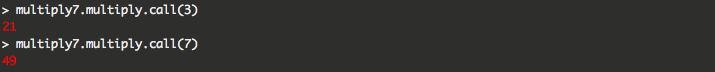 > multiply7.multiply.call(3)
21
> multiply7.multiply.call(7)
49